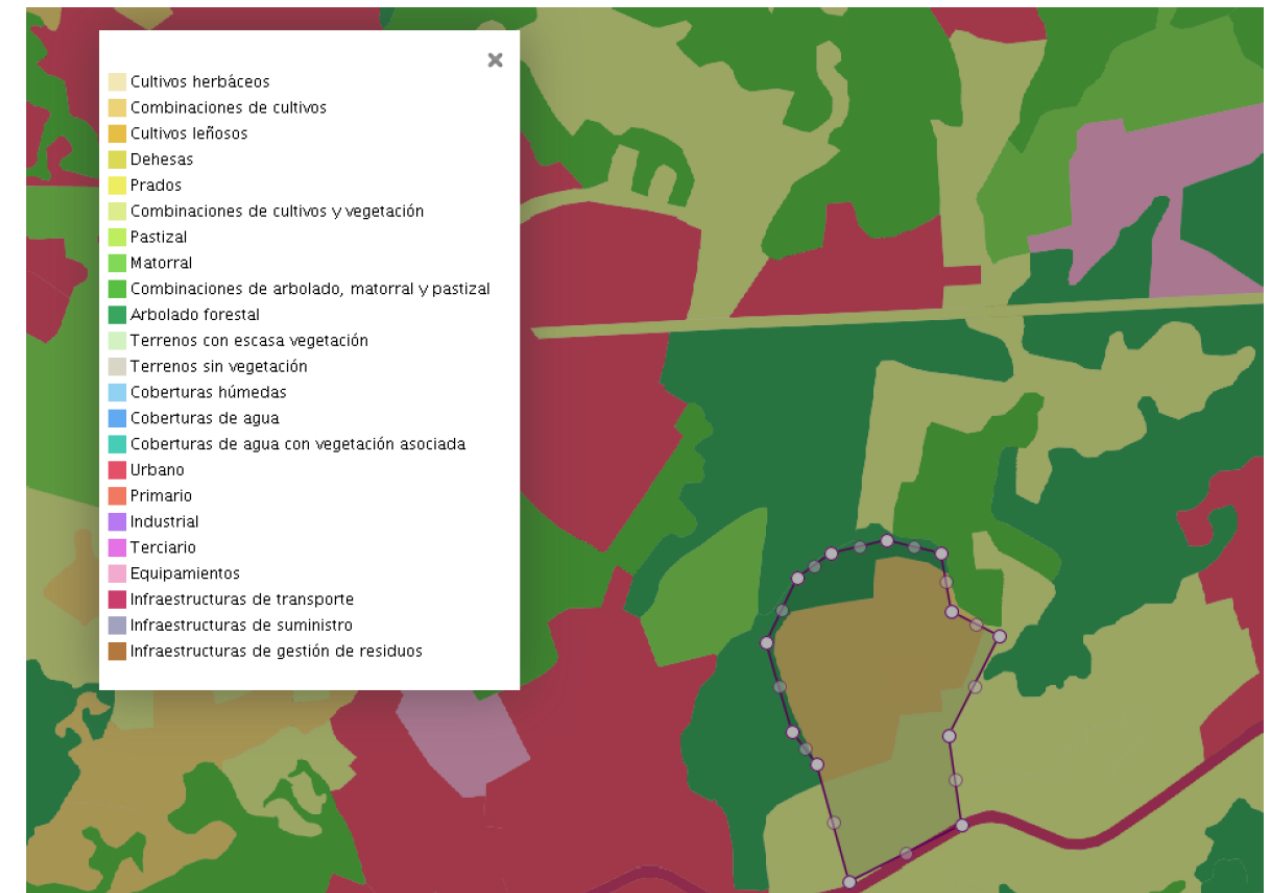 Cultivos herbáceos
Combinaciones de cultivos
Cultivos leñosos
Dehesas
Prados
Combinaciones de cultivos y vegetación
Pastizal
Matorral
Combinaciones de arbolado, matorral y pastizal
Arbolado forestal
Terrenos con escasa vegetación
Terrenos sin vegetación
Coberturas húmedas
Coberturas de agua
Coberturas de agua con vegetación asociada
Urbano
Primario
Industrial
Terciario
Equipamientos
Infraestructuras de transporte
Infraestructuras de suministro
Infraestructuras de gestión de residuos